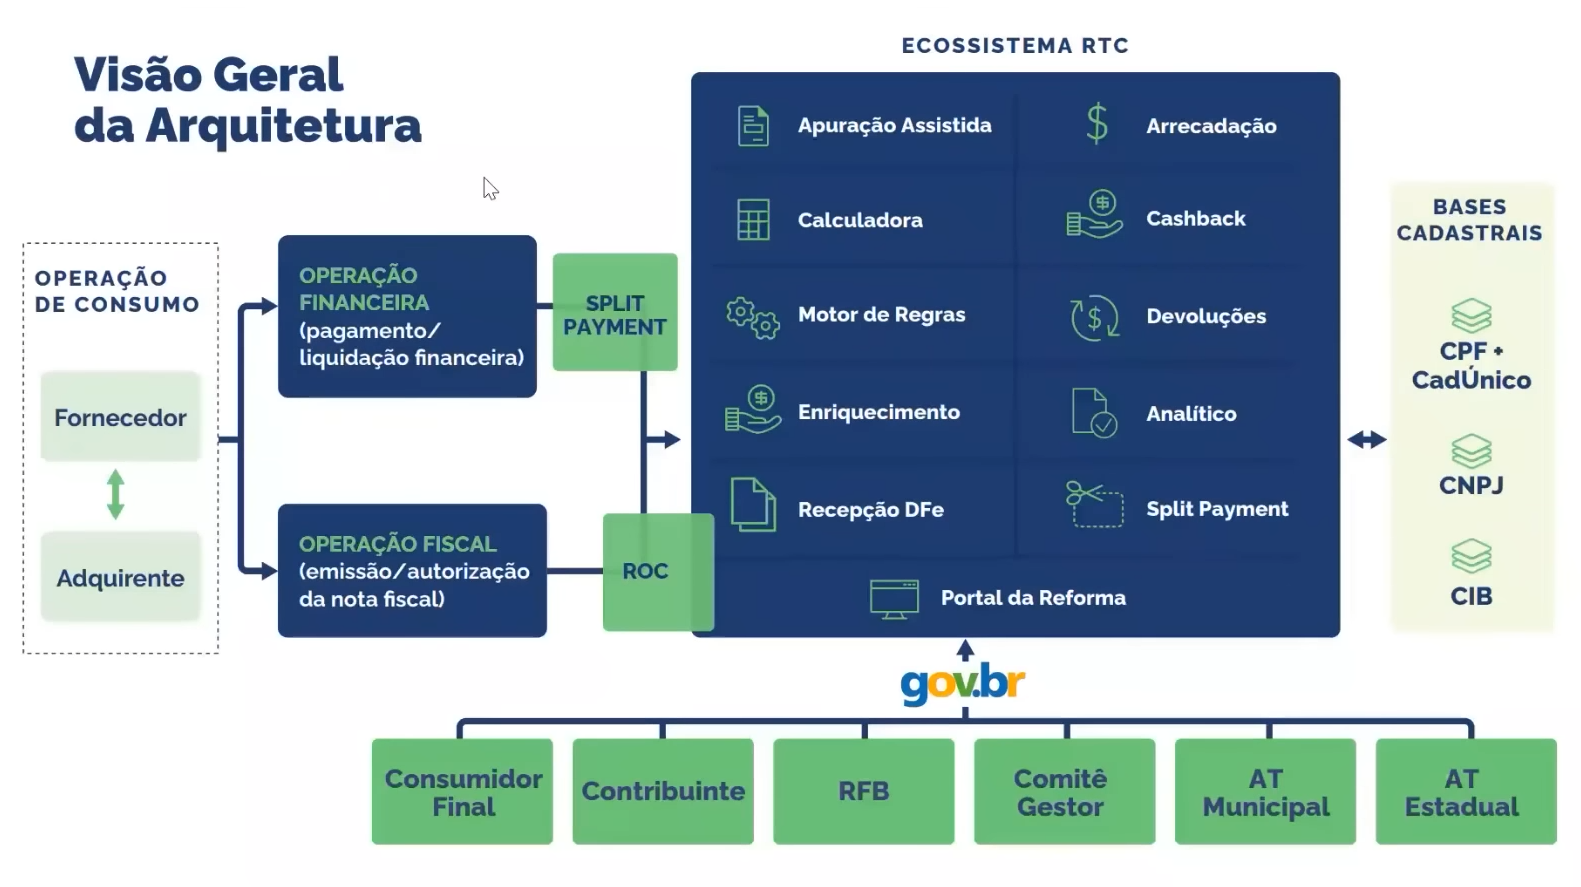 Visão Geral
da Arquitetura
ECOSSISTEMA RTC
OPERAÇÃO
DE CONSUMO
Fornecedor
Adquirente
OPERAÇÃO
FINANCEIRA
(pagamento/
liquidação financeira)
SPLIT
PAYMENT
OPERAÇÃO FISCAL
(emissão/autorização
da nota fiscal)
ROC
Apuração Assistida
Arrecadação
Calculadora
Cashback
Motor de Regras
Devoluções
Enriquecimento
Analítico
Recepção DFe
Split Payment
Portal da Reforma
BASES
CADASTRAIS
CPF +
CadÚnico
CNPJ
CIB
gov.br
Consumidor
Final
Contribuinte
RFB
Comitê
Gestor
AT
Municipal
AT
Estadual